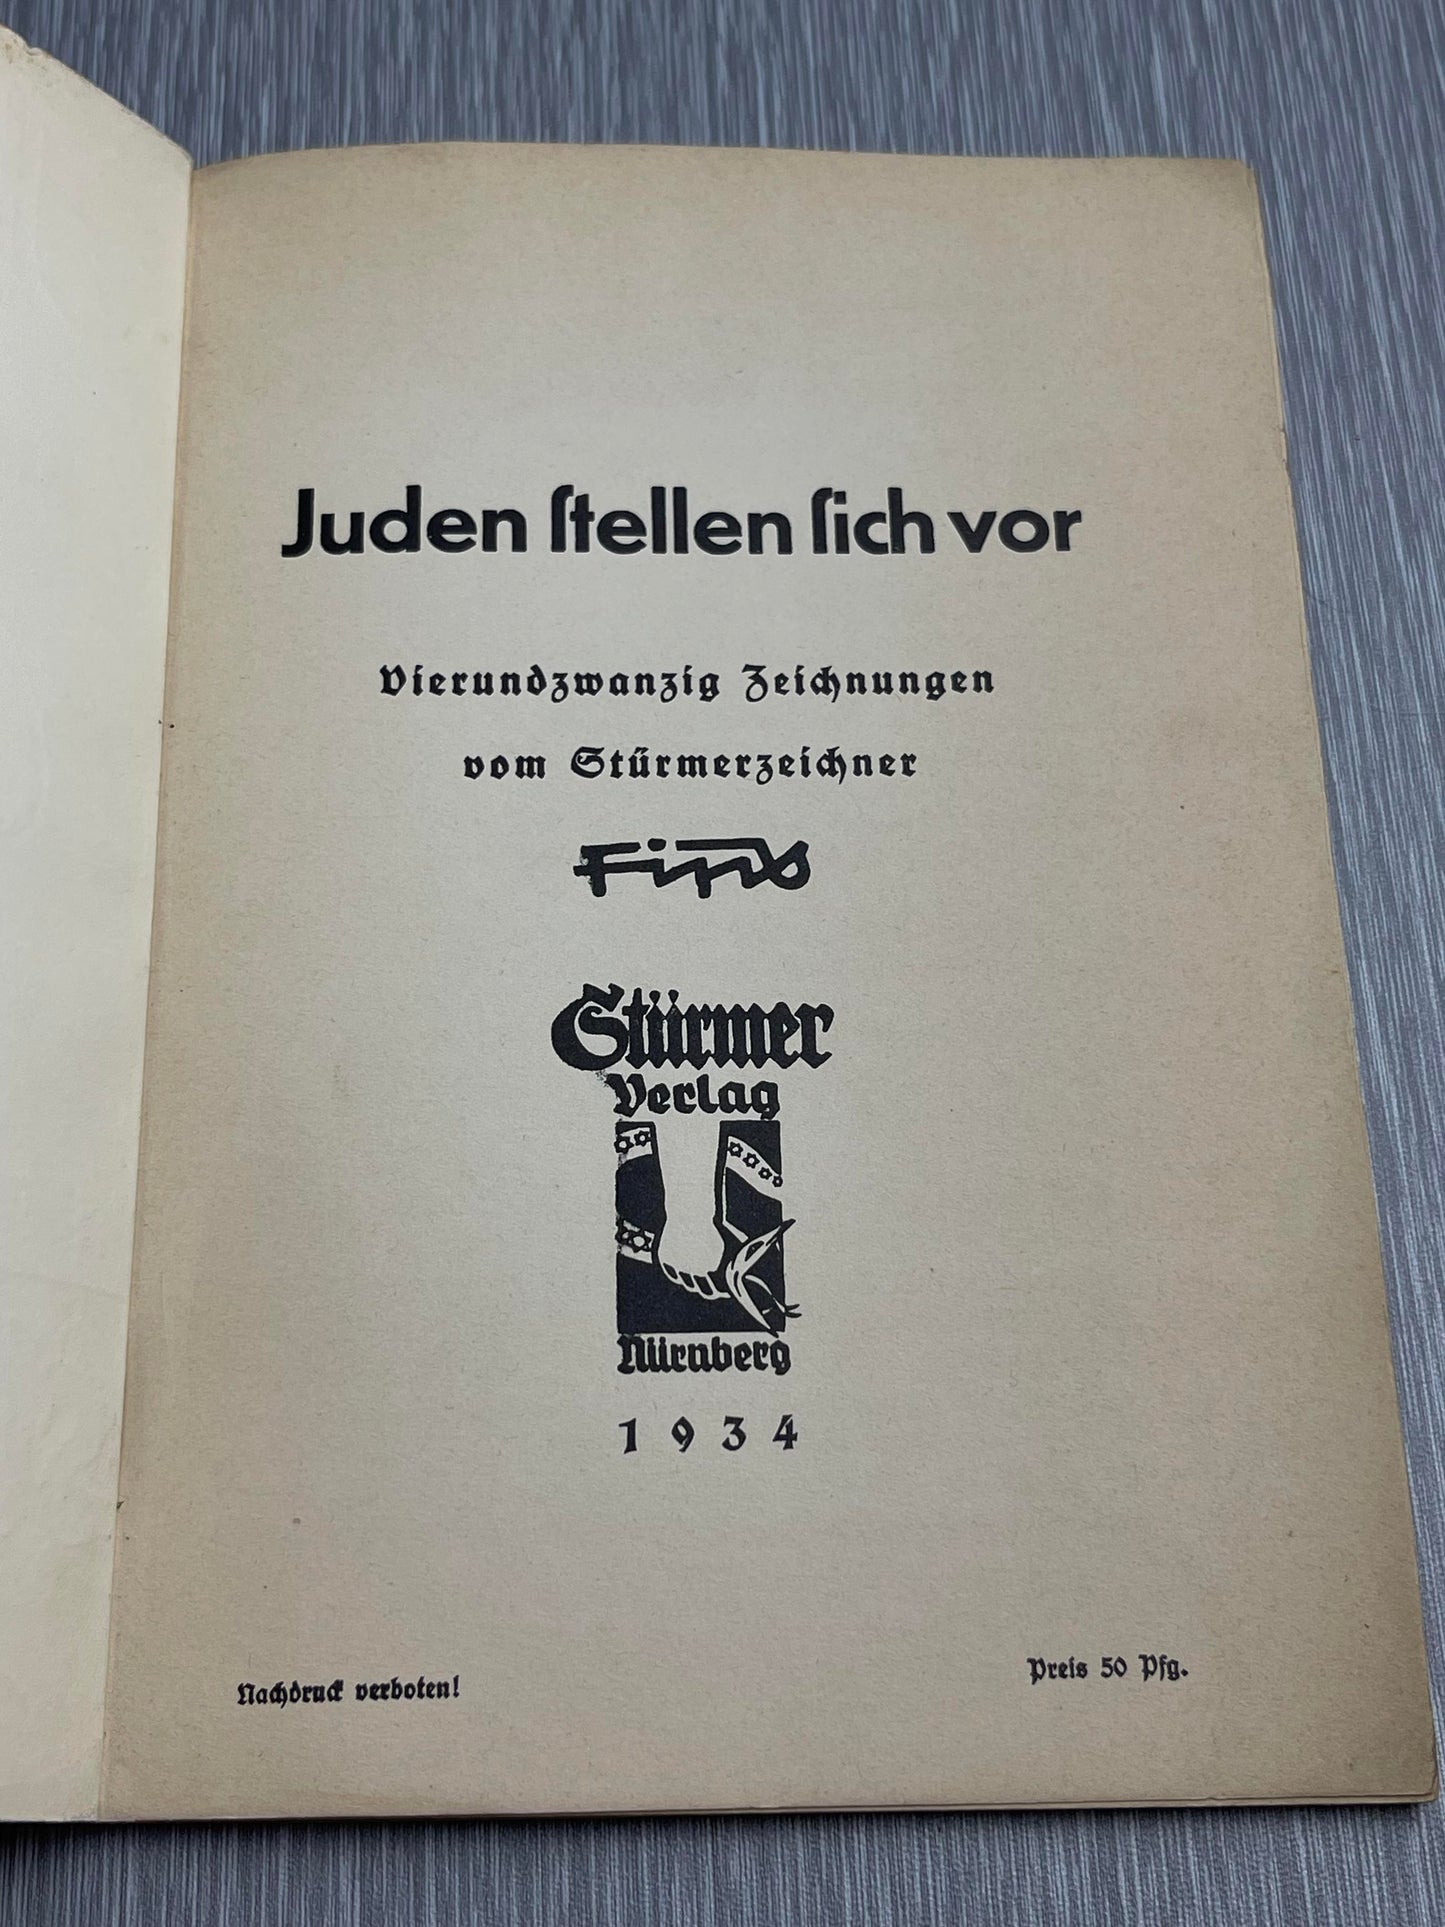 Juden ſtellen ſich vor
Vierundzwanzig Zeichnungen
vom Stürmerzeichner
Fips
Stürmer
Verlag
Nürnberg
1934
Nachdruck verboten!
Preis 50 Pfg.